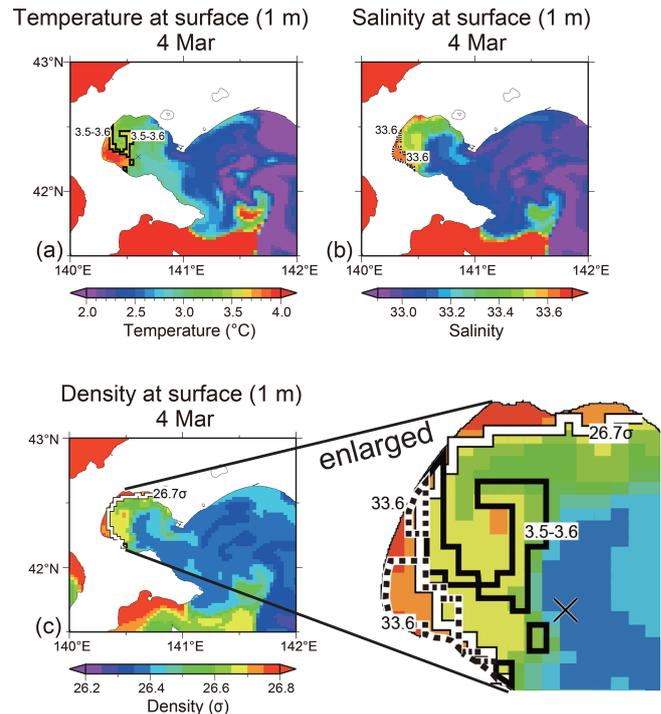 Temperature at surface (1 m)
4 Mar
43°N
3.5-3.6
3.5-3.6
42°N
(a)
140°E
141°E
142°E
2.0 2.5 3.0 3.5 4.0
Temperature (°C)
Salinity at surface (1 m)
4 Mar
33.6
33.6
(b)
140°E
141°E
142°E
33.0 33.2 33.4 33.6
Salinity
Density at surface (1 m)
4 Mar
43°N
26.7σ
42°N
(c)
140°E
141°E
142°E
26.2 26.4 26.6 26.8
Density (σ)
enlarged
26.7σ
33.6
3.5-3.6
33.6